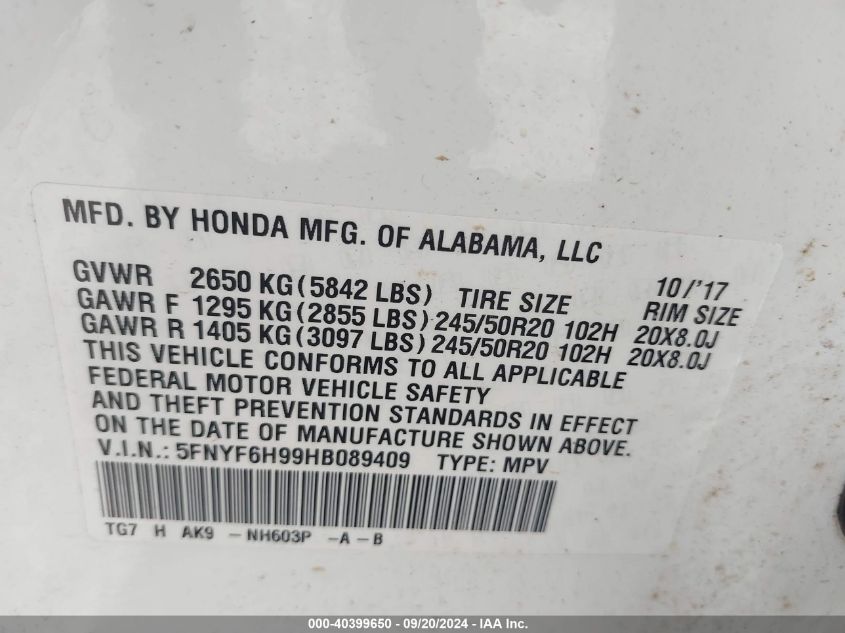 MFD. BY HONDA MFG. OF ALABAMA, LLC
10/'17
GVWR 2650 KG(5842 LBS) TIRE SIZE RIM SIZE
GAWR F 1295 KG(2855 LBS) 245/50R20 102H 20X8.0J
GAWR R 1405 KG(3097 LBS) 245/50R20 102H 20X8.0J
THIS VEHICLE CONFORMS TO ALL APPLICABLE
FEDERAL MOTOR VEHICLE SAFETY
AND THEFT PREVENTION STANDARDS IN EFFECT
ON THE DATE OF MANUFACTURE SHOWN ABOVE.
V.I.N.: 5FNYF6H99HB089409 TYPE: MPV
TG7 H AK9 -NH603P -A-B
000-40399650 - 09/20/2024 - IAA Inc.